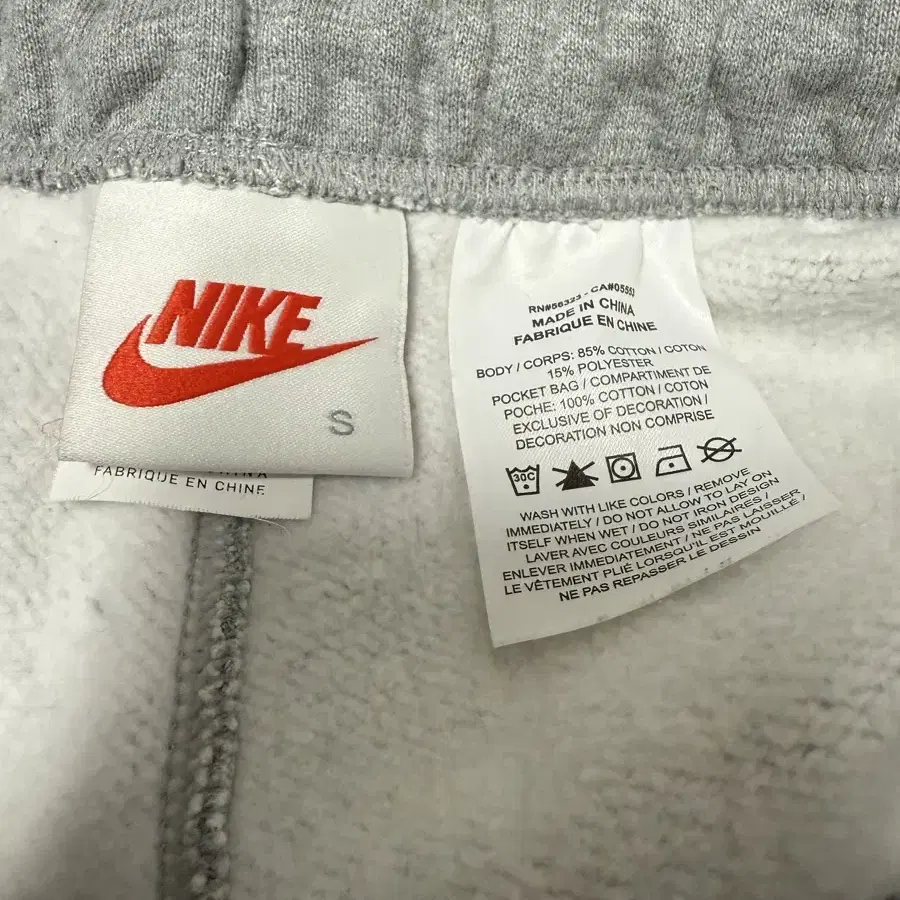 NIKE
S
CHINA
FABRIQUE EN CHINE
RN#56323 - CA#05553
MADE IN CHINA
FABRIQUE EN CHINE
BODY / CORPS: 85% COTTON / COTON
15% POLYESTER
POCKET BAG / COMPARTIMENT DE
POCHE: 100% COTTON / COTON
EXCLUSIVE OF DECORATION /
DECORATION NON COMPRISE
30C
WASH WITH LIKE COLORS / REMOVE
IMMEDIATELY / DO NOT ALLOW TO LAY ON
ITSELF WHEN WET / DO NOT IRON DESIGN
LAVER AVEC COULEURS SIMILAIRES /
ENLEVER IMMEDIATEMENT / NE PAS LAISSER
LE VÊTEMENT PLIÉ LORSQU'IL EST MOUILLÉ /
NE PAS REPASSER LE DESSIN